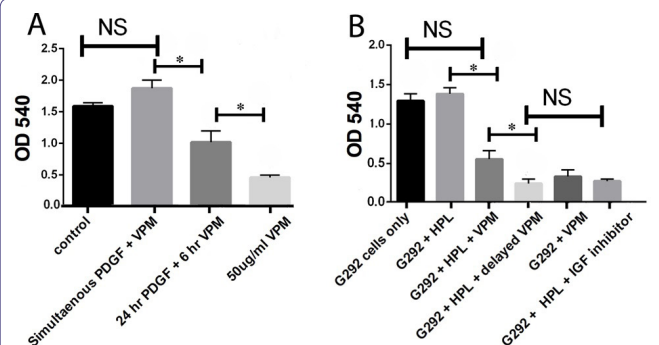 A
NS
*
*
OD 540
2.5
2.0
1.5
1.0
0.5
0.0
control
Simultaenous PDGF + VPM
24 hr PDGF + 6 hr VPM
50ug/ml VPM
B
NS
*
*
NS
OD 540
2.0
1.5
1.0
0.5
0.0
G292 cells only
G292 + HPL
G292 + HPL + VPM
G292 + HPL + delayed VPM
G292 + VPM
G292 + HPL + IGF inhibitor